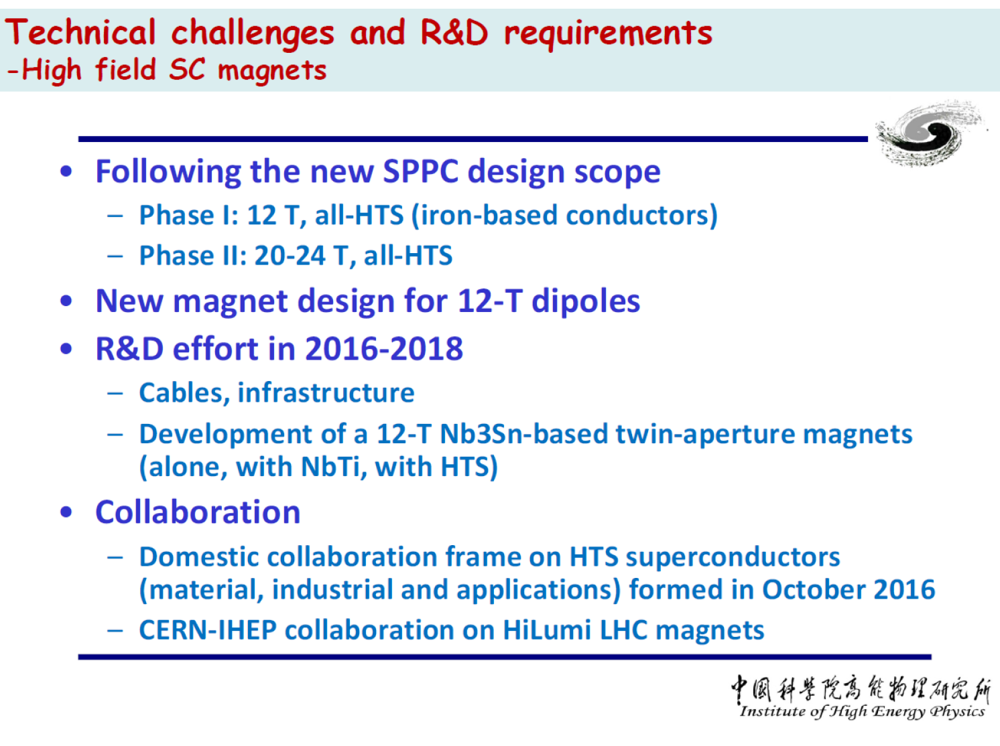 Technical challenges and R&D requirements
-High field SC magnets
• Following the new SPPC design scope
– Phase I: 12 T, all-HTS (iron-based conductors)
– Phase II: 20-24 T, all-HTS
• New magnet design for 12-T dipoles
• R&D effort in 2016-2018
– Cables, infrastructure
– Development of a 12-T Nb3Sn-based twin-aperture magnets
(alone, with NbTi, with HTS)
• Collaboration
– Domestic collaboration frame on HTS superconductors
(material, industrial and applications) formed in October 2016
– CERN-IHEP collaboration on HiLumi LHC magnets
中國科學院高能物理研究所
Institute of High Energy Physics